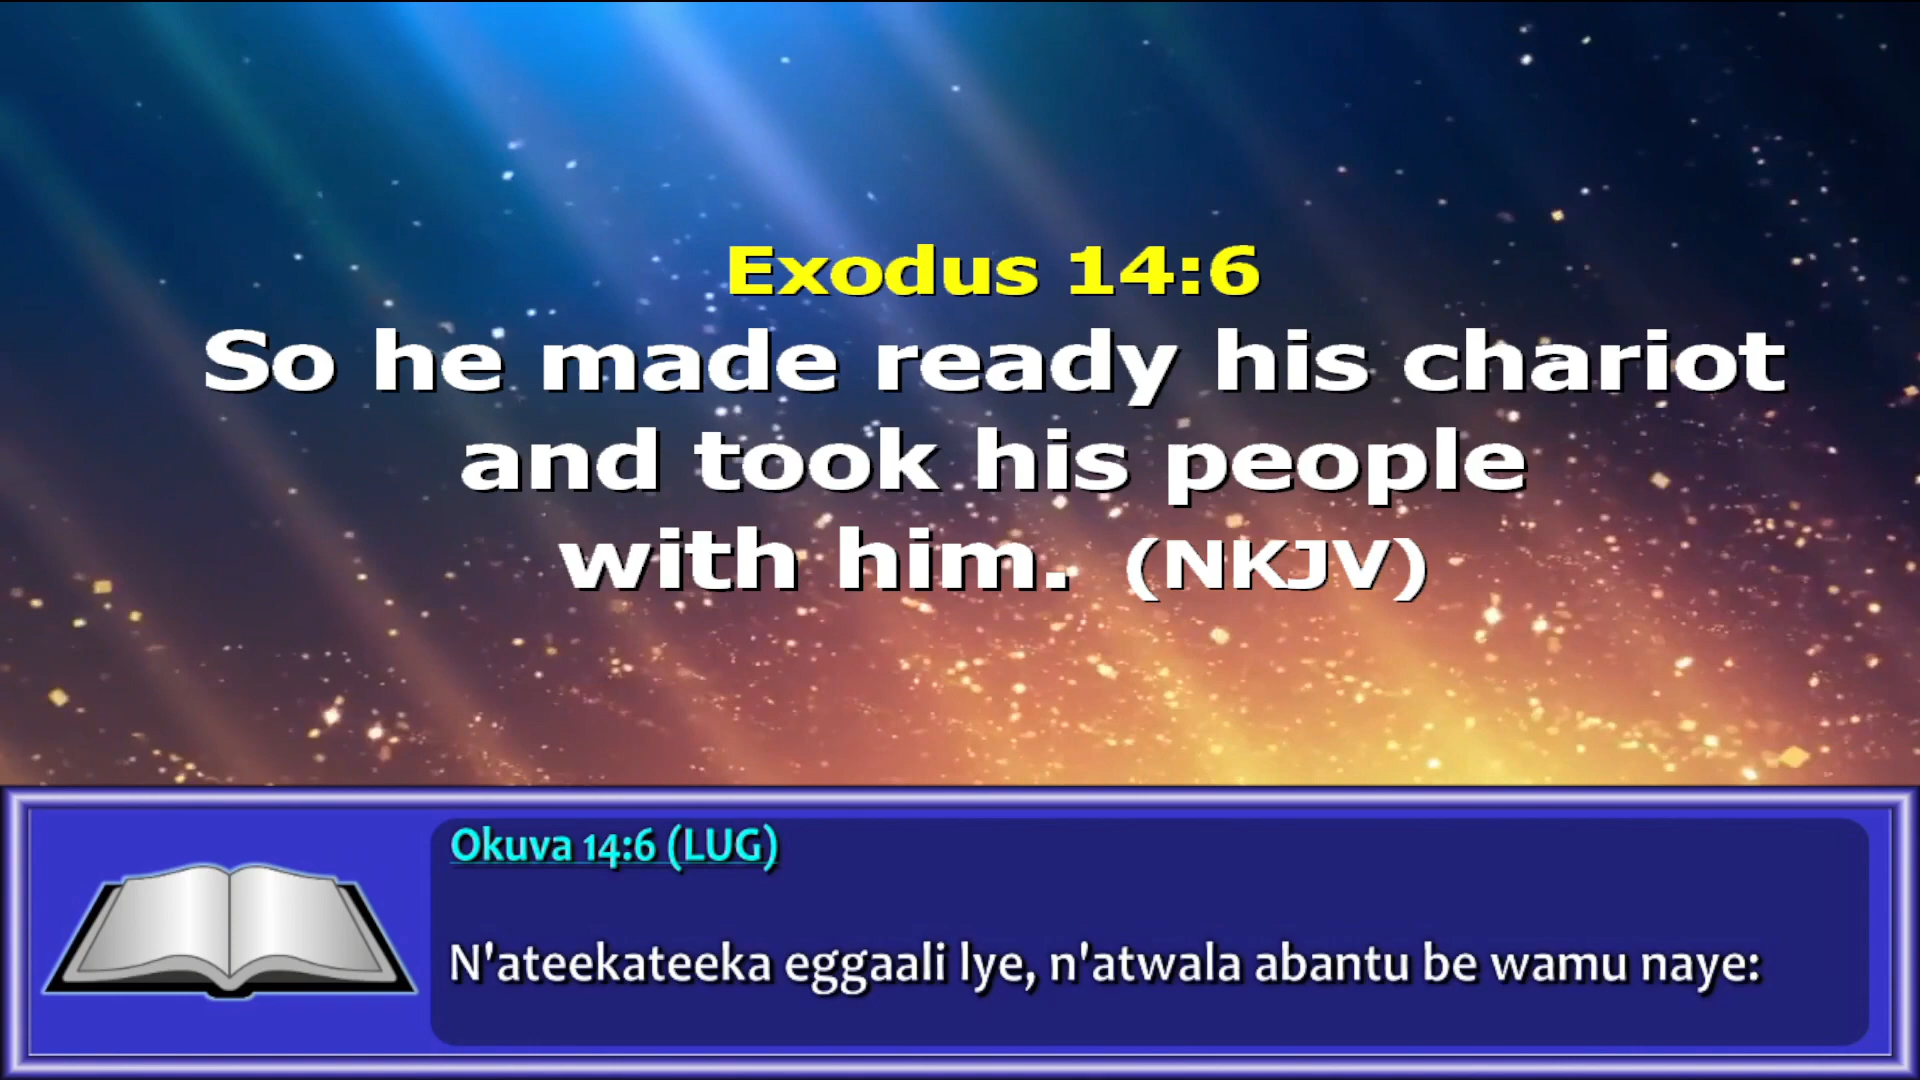 Exodus 14:6
So he made ready his chariot
and took his people
with him. (NKJV)
Okuva 14:6 (LUG)
N'ateekateeka eggaali lye, n'atwala abantu be wamu naye: